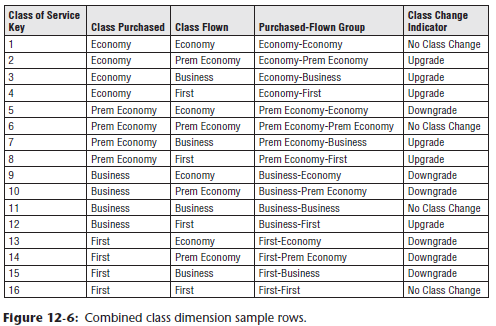 Class of Service Key Class Purchased Class Flown Purchased-Flown Group Class Change Indicator
1 Economy Economy Economy-Economy No Class Change
2 Economy Prem Economy Economy-Prem Economy Upgrade
3 Economy Business Economy-Business Upgrade
4 Economy First Economy-First Upgrade
5 Prem Economy Economy Prem Economy-Economy Downgrade
6 Prem Economy Prem Economy Prem Economy-Prem Economy No Class Change
7 Prem Economy Business Prem Economy-Business Upgrade
8 Prem Economy First Prem Economy-First Upgrade
9 Business Economy Business-Economy Downgrade
10 Business Prem Economy Business-Prem Economy Downgrade
11 Business Business Business-Business No Class Change
12 Business First Business-First Upgrade
13 First Economy First-Economy Downgrade
14 First Prem Economy First-Prem Economy Downgrade
15 First Business First-Business Downgrade
16 First First First-First No Class Change
Figure 12-6: Combined class dimension sample rows.